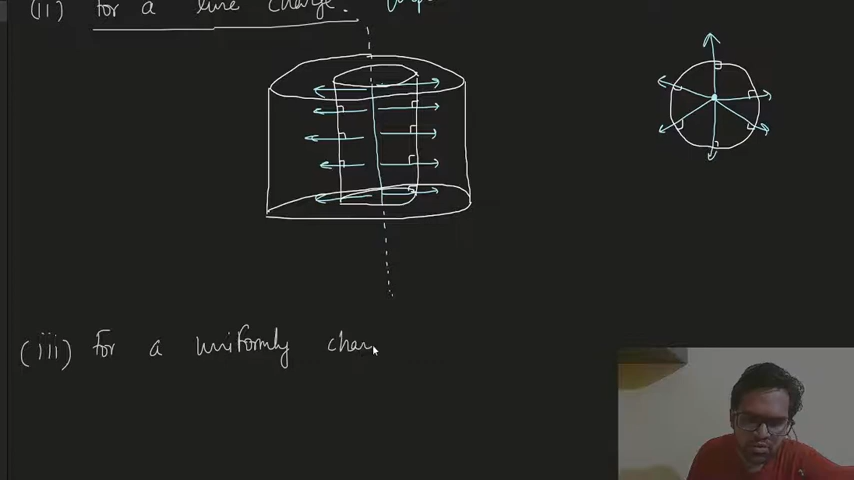 (ii) for a line charge.
(iii) for a uniformly char